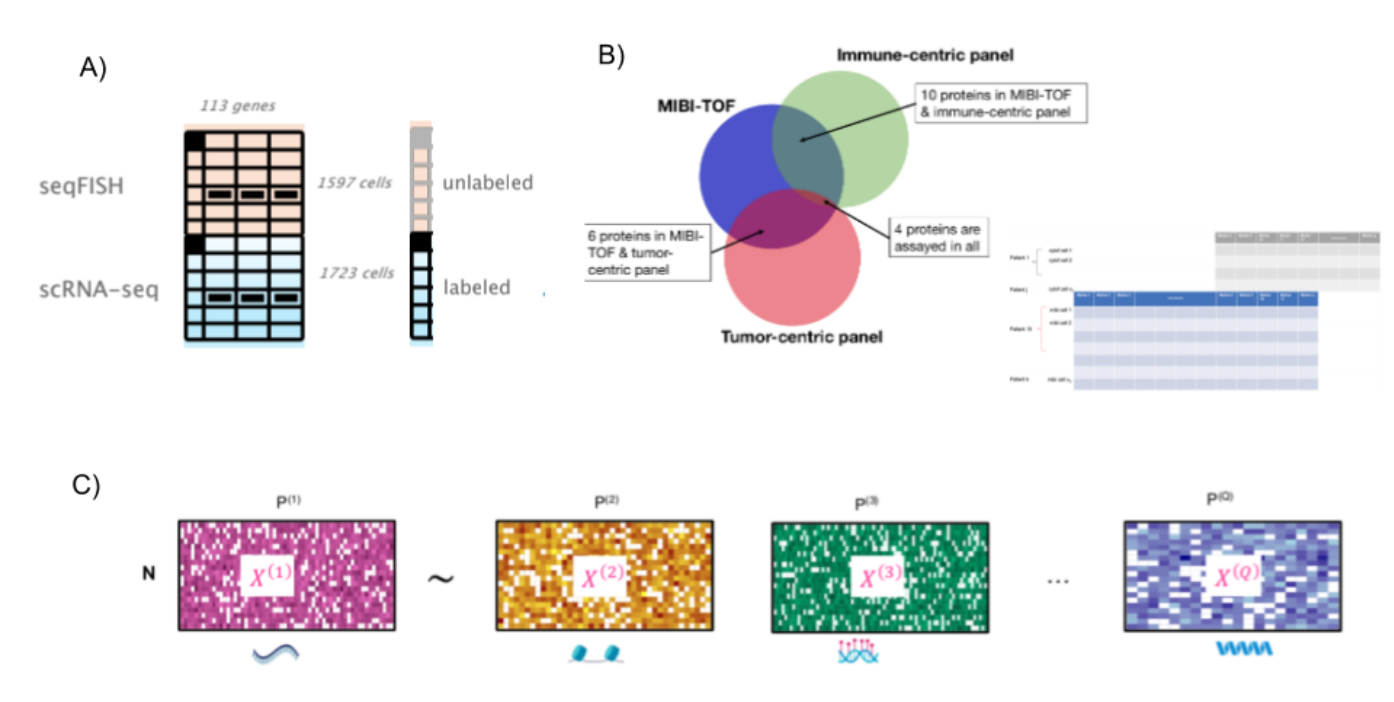 A)
113 genes
seqFISH
1597 cells
unlabeled
scRNA-seq
1723 cells
labeled
B)
Immune-centric panel
MIBI-TOF
10 proteins in MIBI-TOF
& immune-centric panel
6 proteins in MIBI-
TOF & tumor-
centric panel
4 proteins are
assayed in all
Tumor-centric panel
Patient 1
C)
P(1)
P(2)
P(3)
P(Q)
N
X(1)
~
X(2)
X(3)
...
X(Q)